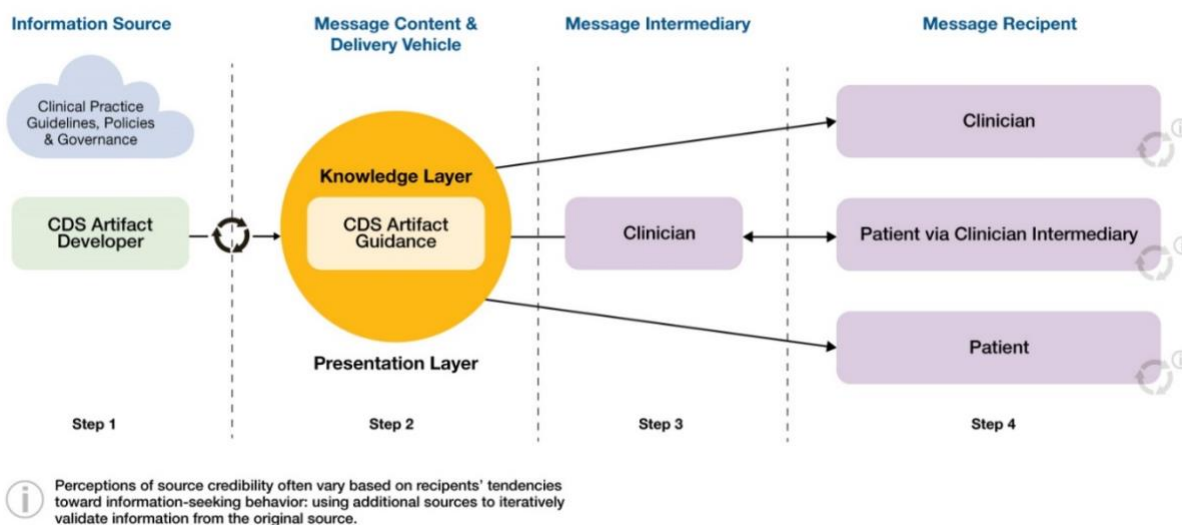 Information Source
Message Content &
Delivery Vehicle
Message Intermediary
Message Recipent
Clinical Practice
Guidelines, Policies
& Governance
CDS Artifact
Developer
Knowledge Layer
CDS Artifact
Guidance
Presentation Layer
Clinician
Clinician
Patient via Clinician Intermediary
Patient
i
i
i
Step 1
Step 2
Step 3
Step 4
i
Perceptions of source credibility often vary based on recipents' tendencies
toward information-seeking behavior: using additional sources to iteratively
validate information from the original source.